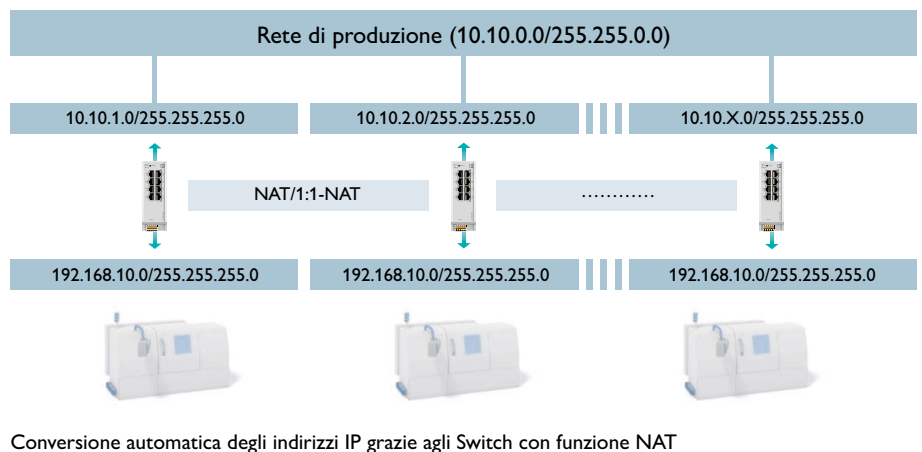 Rete di produzione (10.10.0.0/255.255.0.0)
10.10.1.0/255.255.255.0
10.10.2.0/255.255.255.0
10.10.X.0/255.255.255.0
NAT/1:1-NAT
............
192.168.10.0/255.255.255.0
192.168.10.0/255.255.255.0
192.168.10.0/255.255.255.0
Conversione automatica degli indirizzi IP grazie agli Switch con funzione NAT